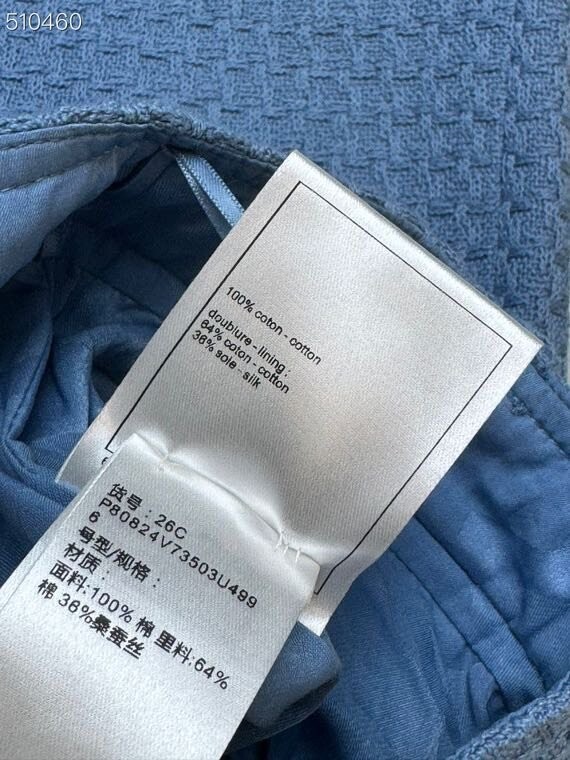 510460
100% coton - cotton
doublure - lining :
64% coton - cotton
36% soie - silk
货号: 26C
P80824V73503U499
6
号型/规格:
材质:
面料:100% 棉 里料:64%
棉 36%桑蚕丝